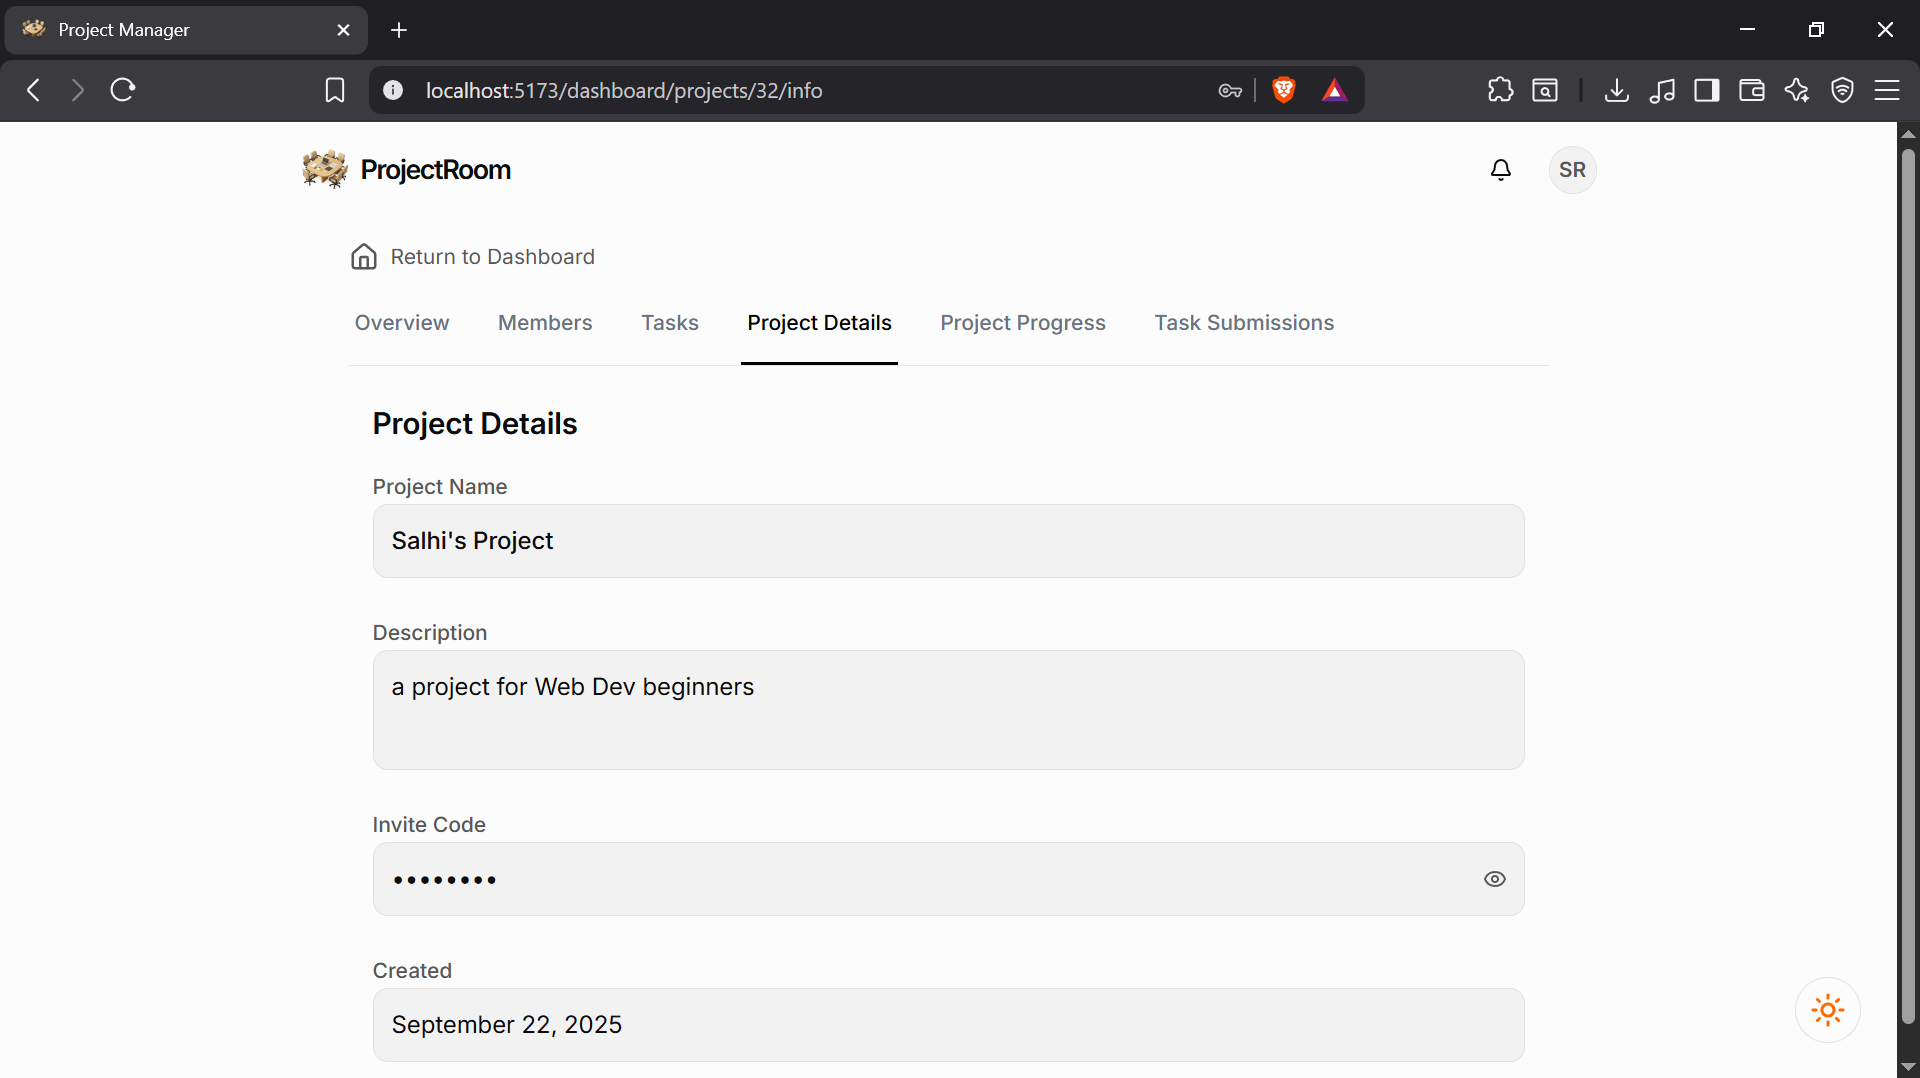 Project Manager
localhost:5173/dashboard/projects/32/info
ProjectRoom
SR
Return to Dashboard
Overview Members Tasks Project Details Project Progress Task Submissions
Project Details
Project Name
Salhi's Project
Description
a project for Web Dev beginners
Invite Code
••••••••
Created
September 22, 2025